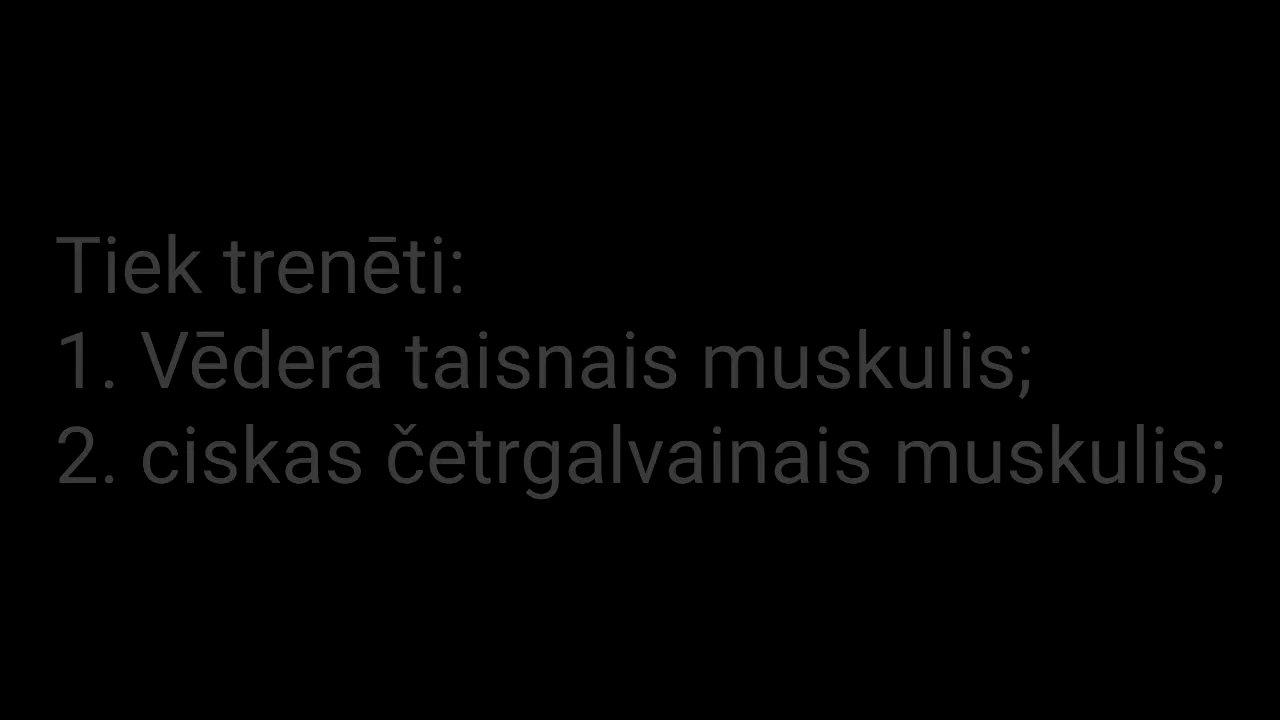 Tiek trenēti:
1. Vēdera taisnais muskulis;
2. ciskas četrgalvainais muskulis;